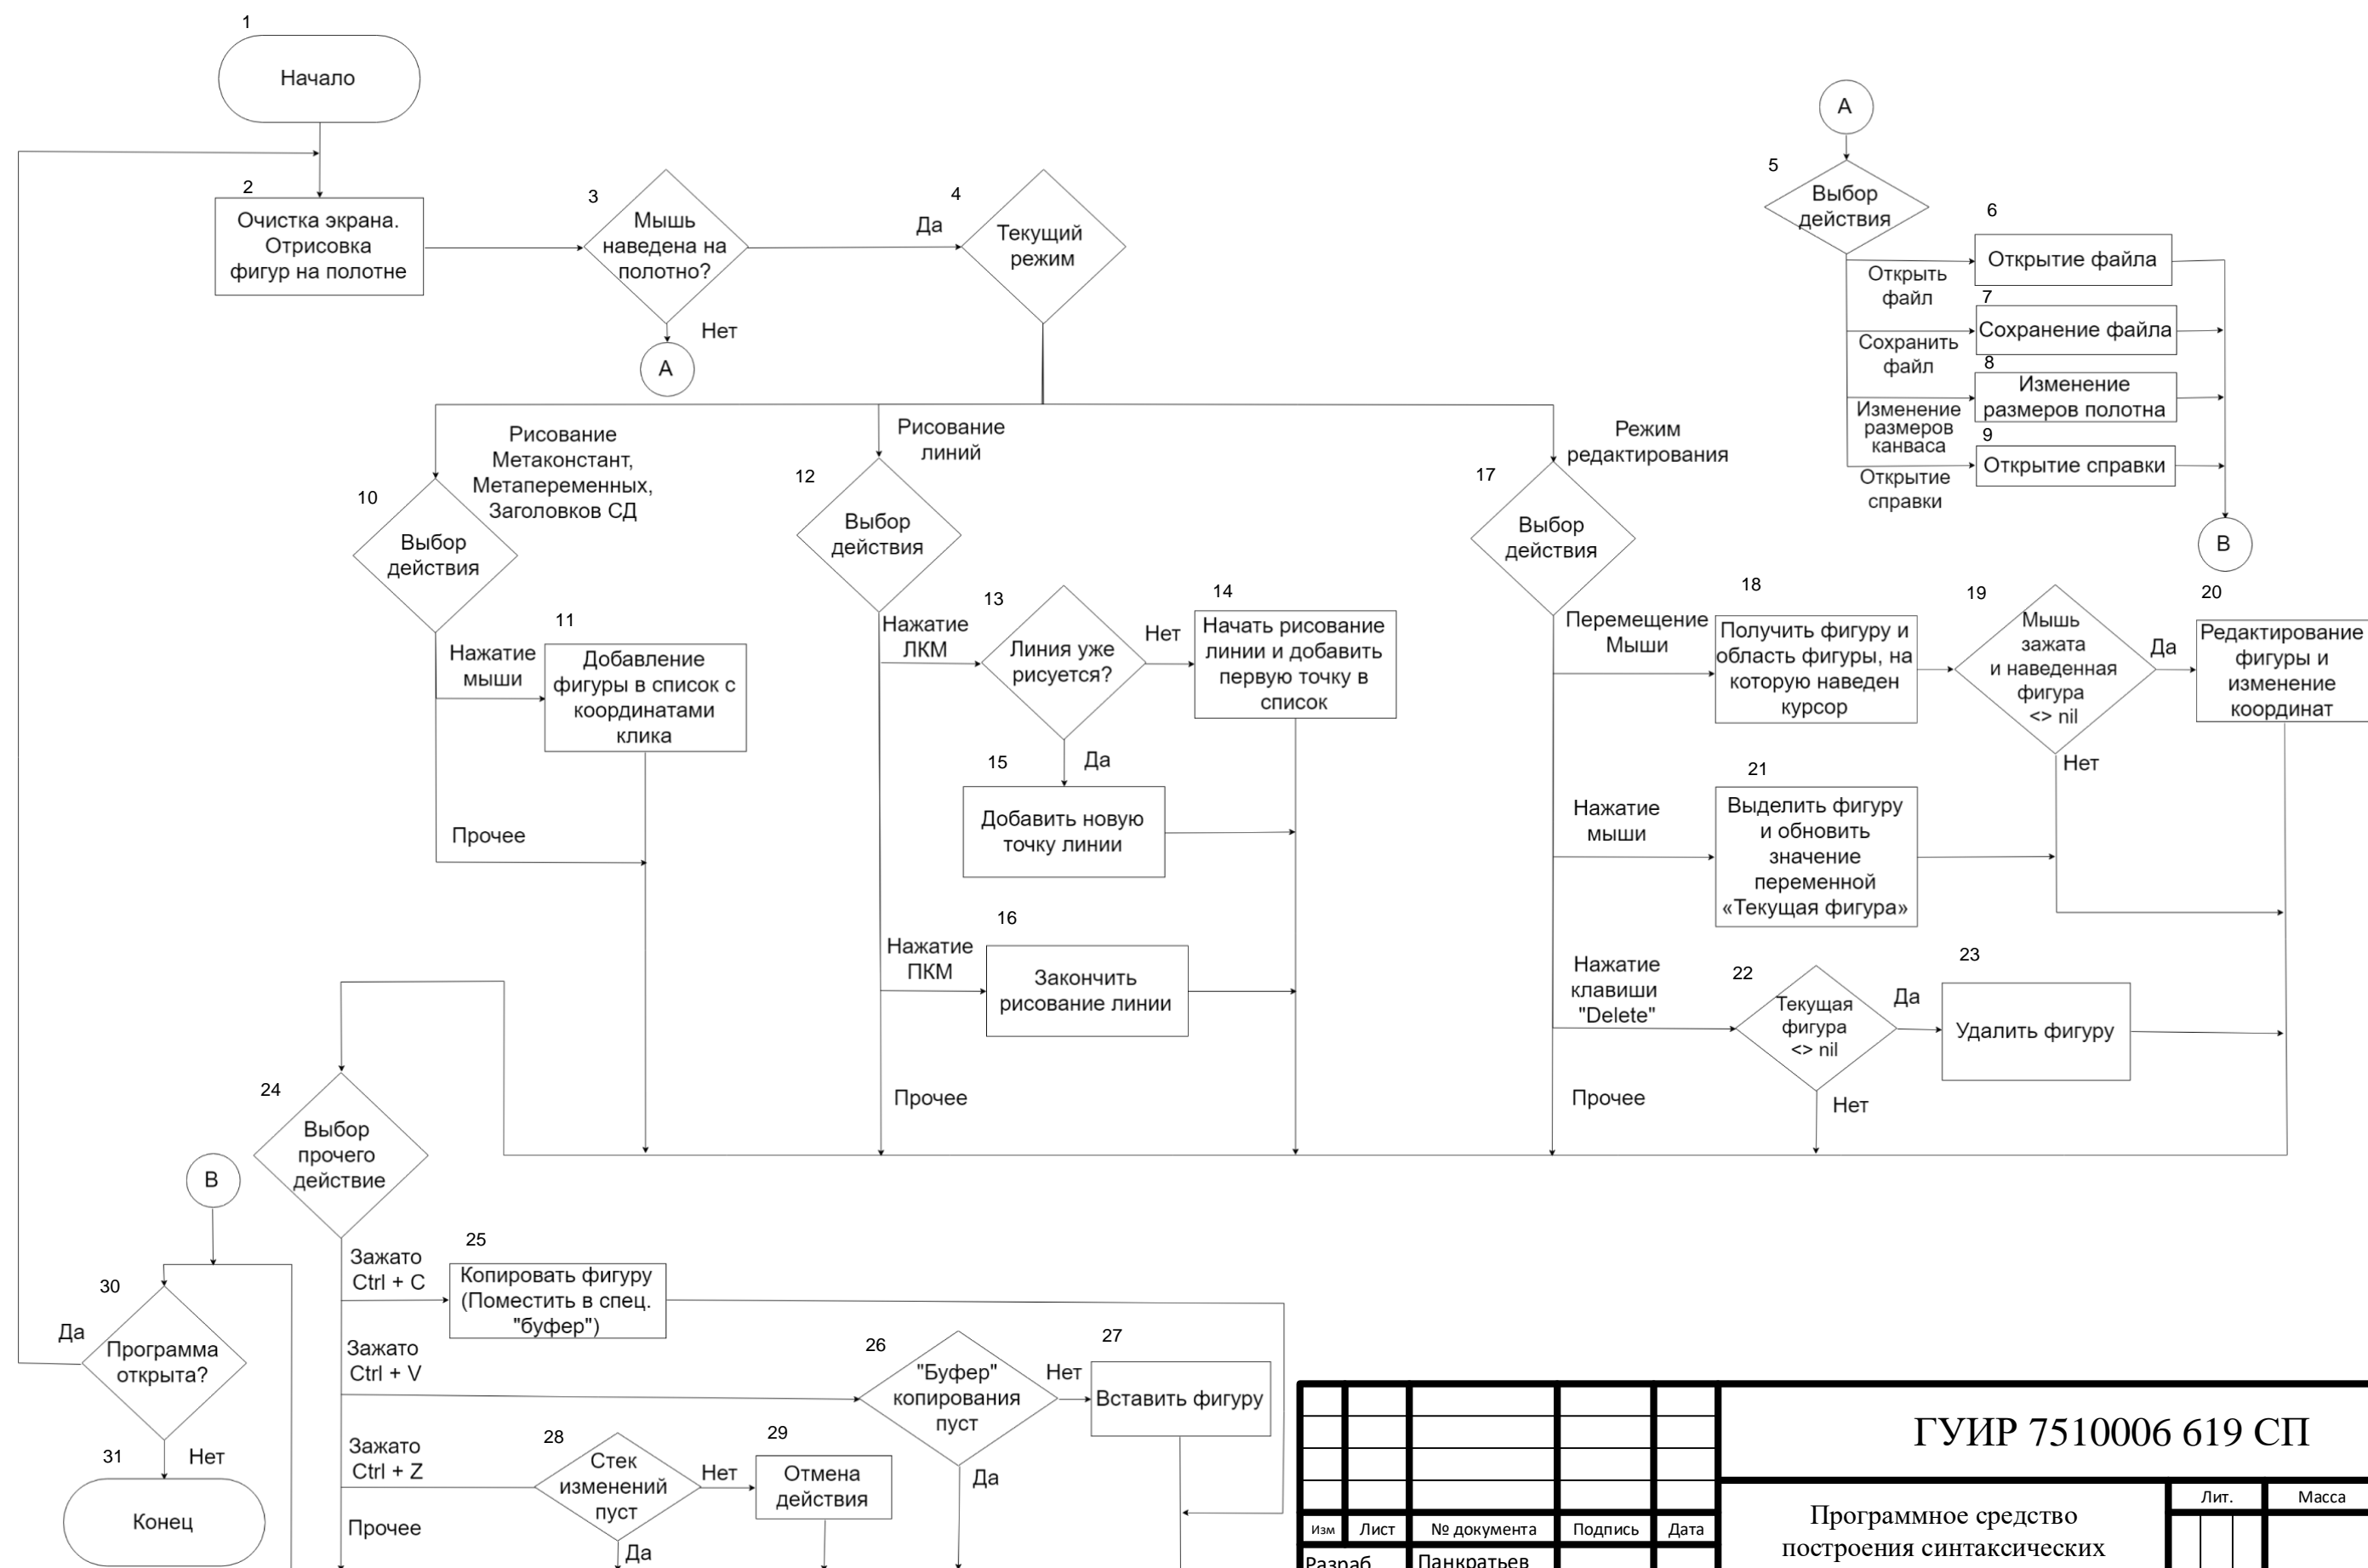 1
Начало
2
Очистка экрана.
Отрисовка
фигур на полотне
3
Мышь
наведена на
полотно?
Да
Нет
А
4
Текущий
режим
А
5
Выбор
действия
6
Открытие файла
Открыть
файл
7
Сохранение файла
Сохранить
файл
8
Изменение
размеров полотна
Изменение
размеров
канваса
9
Открытие справки
Открытие
справки
В
Рисование
Метаконстант,
Метапеременных,
Заголовков СД
10
Выбор
действия
Нажатие
мыши
11
Добавление
фигуры в список с
координатами
клика
Прочее
Рисование
линий
12
Выбор
действия
Нажатие
ЛКМ
13
Линия уже
рисуется?
Нет
14
Начать рисование
линии и добавить
первую точку в
список
Да
15
Добавить новую
точку линии
Нажатие
ПКМ
16
Закончить
рисование линии
Прочее
Режим
редактирования
17
Выбор
действия
Перемещение
Мыши
18
Получить фигуру и
область фигуры, на
которую наведен
курсор
19
Мышь
зажата
и наведенная
фигура
<> nil
Да
20
Редактирование
фигуры и
изменение
координат
Нет
Нажатие
мыши
21
Выделить фигуру
и обновить
значение
переменной
«Текущая фигура»
Нажатие
клавиши
"Delete"
22
Текущая
фигура
<> nil
Да
23
Удалить фигуру
Нет
Прочее
24
Выбор
прочего
действие
В
Зажато
Ctrl + C
25
Копировать фигуру
(Поместить в спец.
"буфер")
30
Да
Программа
открыта?
Нет
31
Конец
Зажато
Ctrl + V
26
"Буфер"
копирования
пуст
Нет
27
Вставить фигуру
Да
Зажато
Ctrl + Z
28
Стек
изменений
пуст
Нет
29
Отмена
действия
Да
Прочее
ГУИР 7510006 619 СП
Программное средство
построения синтаксических
Лит.
Масса
Изм
Лист
№ документа
Подпись
Дата
Разраб
Панкратьев